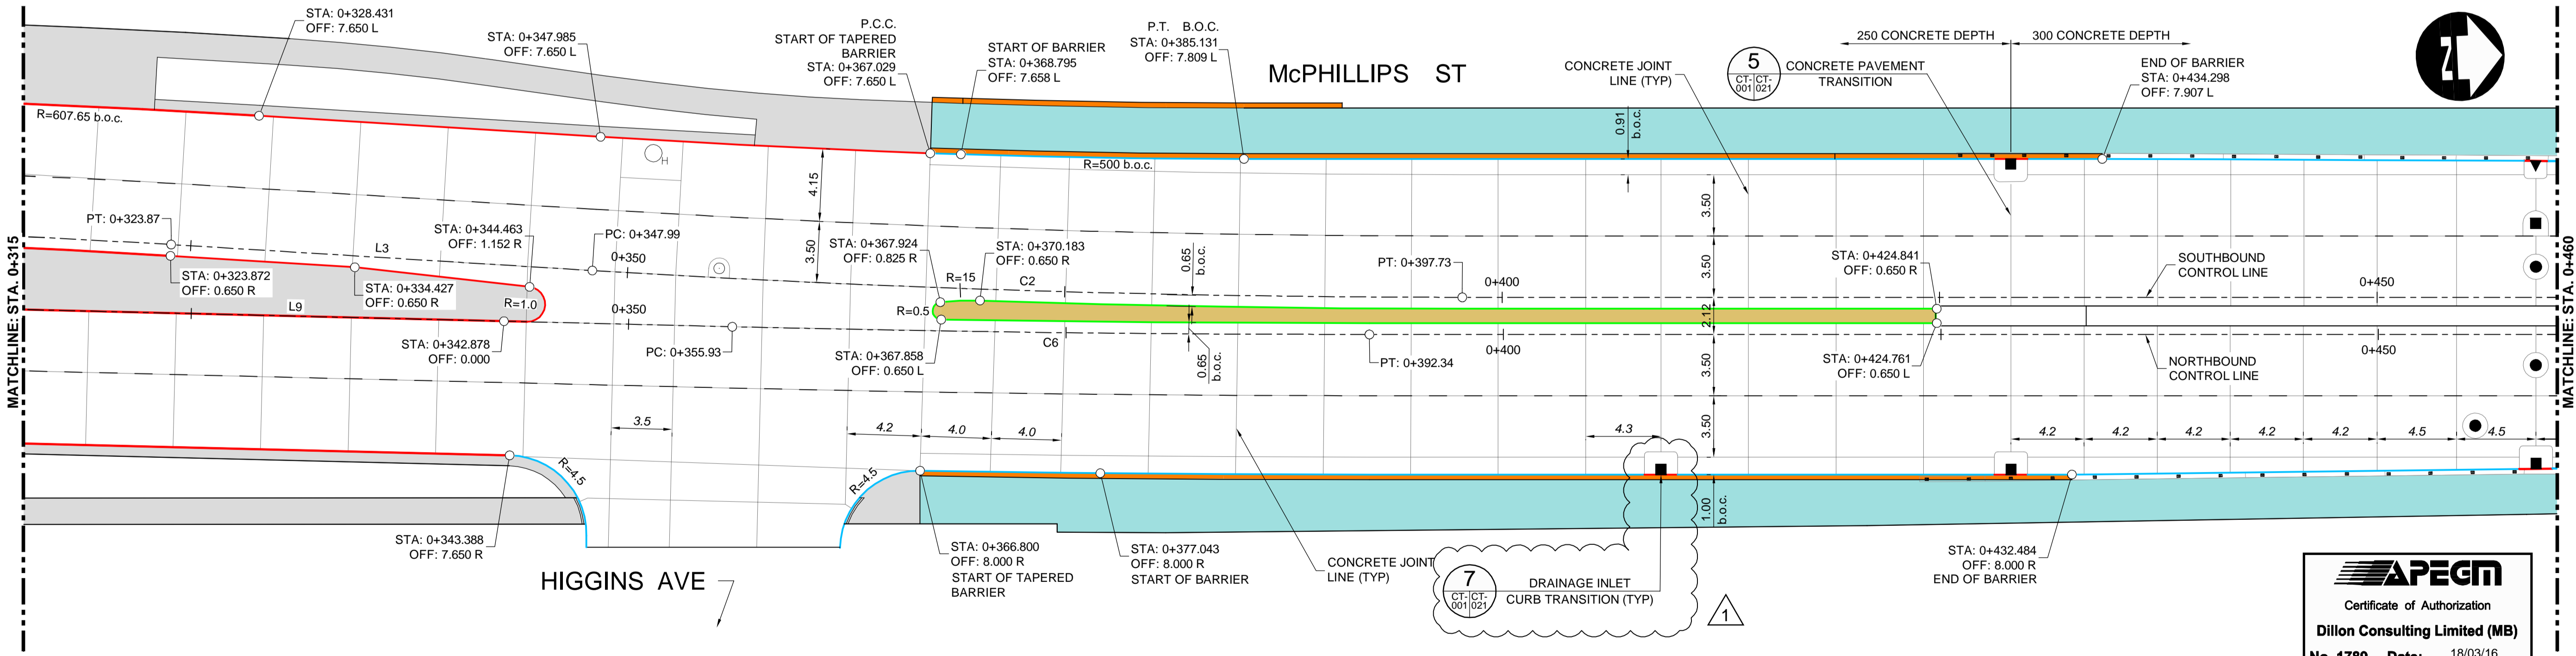 STA: 0+328.431
OFF: 7.650 L
STA: 0+347.985
OFF: 7.650 L
P.C.C.
START OF TAPERED
BARRIER
STA: 0+367.029
OFF: 7.650 L
START OF BARRIER
STA: 0+368.795
OFF: 7.658 L
P.T. B.O.C.
STA: 0+385.131
OFF: 7.809 L
McPHILLIPS ST
CONCRETE JOINT
LINE (TYP)
5
CT-001
CT-021
CONCRETE PAVEMENT
TRANSITION
250 CONCRETE DEPTH
300 CONCRETE DEPTH
END OF BARRIER
STA: 0+434.298
OFF: 7.907 L
Z
R=607.65 b.o.c.
H
R=500 b.o.c.
0.91
b.o.c.
4.15
3.50
3.50
3.50
MATCHLINE: STA. 0+315
PT: 0+323.87
L3
STA: 0+344.463
OFF: 1.152 R
PC: 0+347.99
0+350
STA: 0+367.924
OFF: 0.825 R
STA: 0+370.183
OFF: 0.650 R
R=15
C2
0.65
b.o.c.
PT: 0+397.73
0+400
STA: 0+424.841
OFF: 0.650 R
SOUTHBOUND
CONTROL LINE
0+450
MATCHLINE: STA. 0+460
STA: 0+323.872
OFF: 0.650 R
STA: 0+334.427
OFF: 0.650 R
L9
R=1.0
0+350
R=0.5
2.12
STA: 0+342.878
OFF: 0.000
PC: 0+355.93
STA: 0+367.858
OFF: 0.650 L
C6
0.65
b.o.c.
PT: 0+392.34
0+400
STA: 0+424.761
OFF: 0.650 L
NORTHBOUND
CONTROL LINE
0+450
3.50
3.50
3.5
4.2
4.0
4.0
4.3
4.2
4.2
4.2
4.2
4.2
4.5
4.5
R=4.5
R=4.5
1.00
b.o.c.
STA: 0+343.388
OFF: 7.650 R
HIGGINS AVE
STA: 0+366.800
OFF: 8.000 R
START OF TAPERED
BARRIER
STA: 0+377.043
OFF: 8.000 R
START OF BARRIER
CONCRETE JOINT
LINE (TYP)
7
CT-001
CT-021
DRAINAGE INLET
CURB TRANSITION (TYP)
1
STA: 0+432.484
OFF: 8.000 R
END OF BARRIER
APEGM
Certificate of Authorization
Dillon Consulting Limited (MB)
No. 1789 Date: 18/03/16